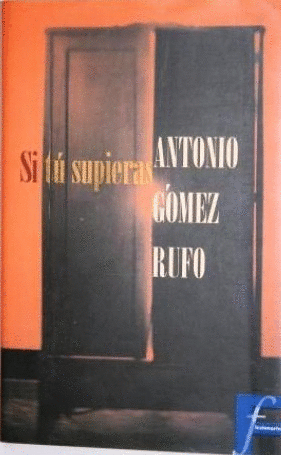 Si tú supieras
ANTONIO
GÓMEZ
RUFO
f